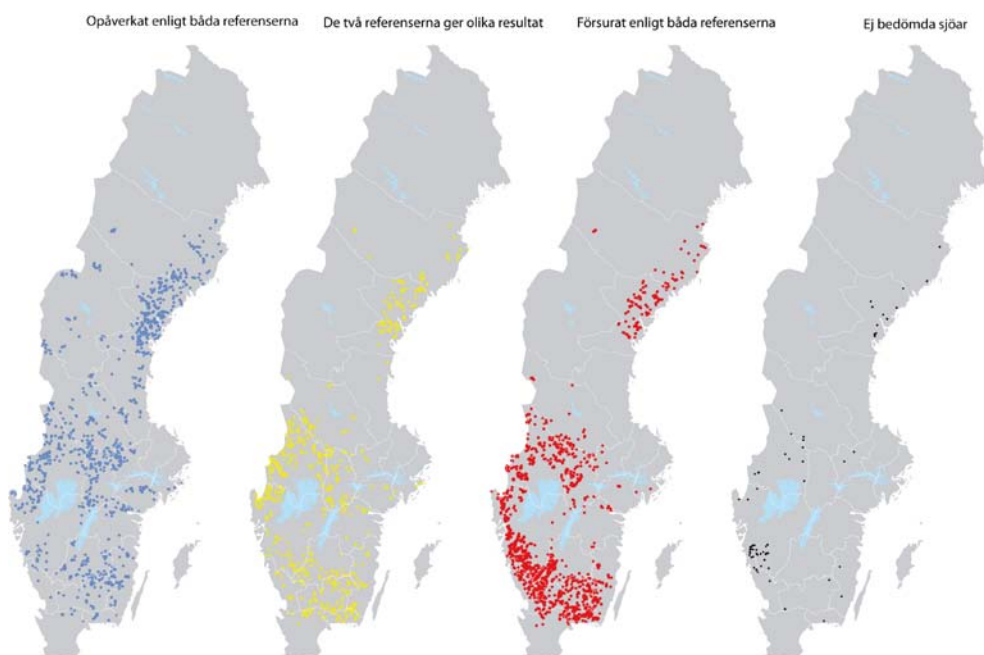 Opåverkat enligt båda referenserna
De två referenserna ger olika resultat
Försurat enligt båda referenserna
Ej bedömda sjöar